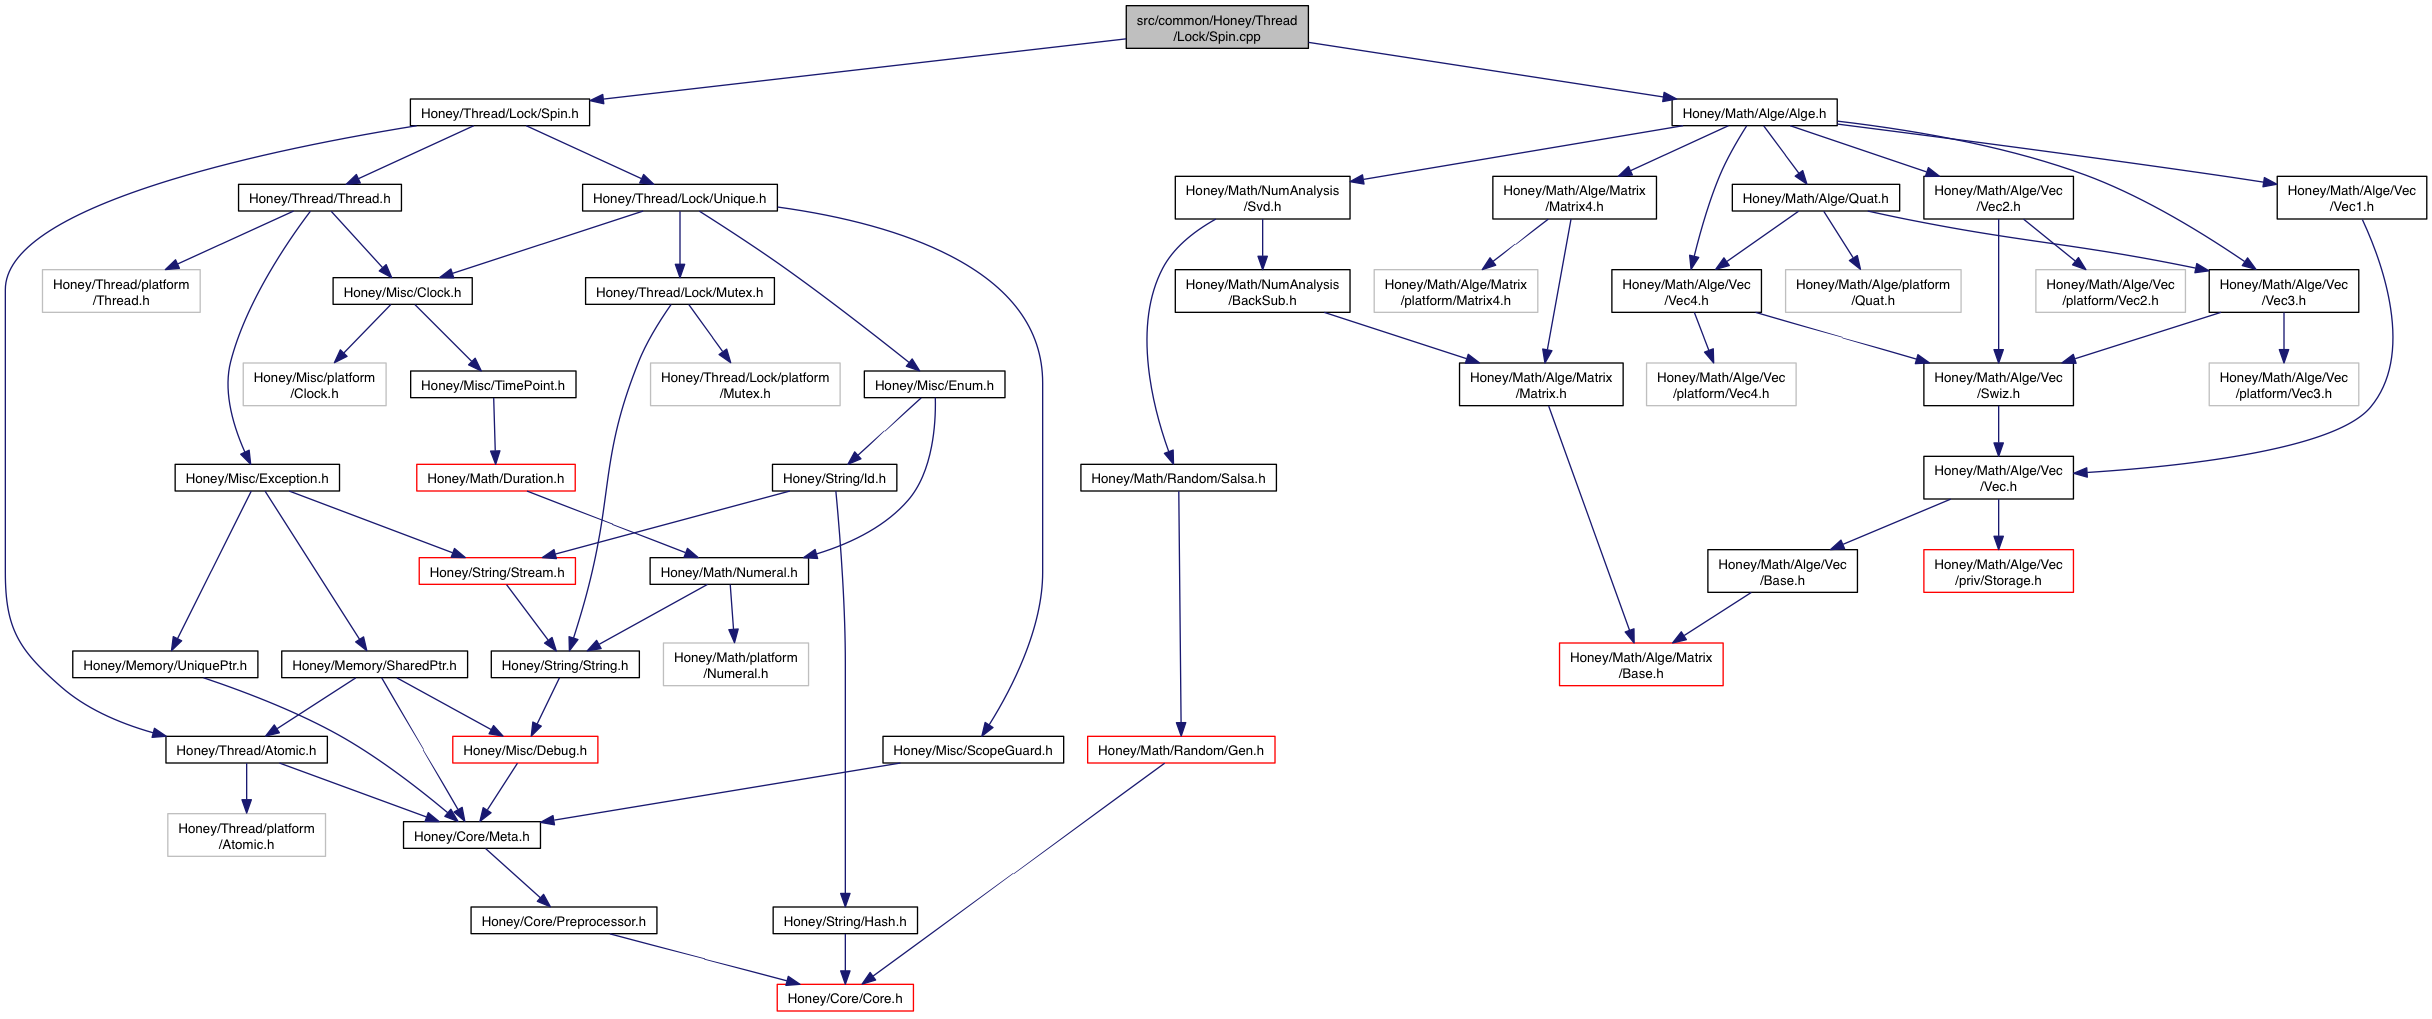 src/common/Honey/Thread
/Lock/Spin.cpp
Honey/Thread/Lock/Spin.h
Honey/Math/Alge/Alge.h
Honey/Thread/Thread.h
Honey/Thread/Lock/Unique.h
Honey/Math/NumAnalysis
/Svd.h
Honey/Math/Alge/Matrix
/Matrix4.h
Honey/Math/Alge/Quat.h
Honey/Math/Alge/Vec
/Vec2.h
Honey/Math/Alge/Vec
/Vec1.h
Honey/Thread/platform
/Thread.h
Honey/Misc/Clock.h
Honey/Thread/Lock/Mutex.h
Honey/Math/NumAnalysis
/BackSub.h
Honey/Math/Alge/Matrix
/platform/Matrix4.h
Honey/Math/Alge/Vec
/Vec4.h
Honey/Math/Alge/platform
/Quat.h
Honey/Math/Alge/Vec
/platform/Vec2.h
Honey/Math/Alge/Vec
/Vec3.h
Honey/Misc/platform
/Clock.h
Honey/Misc/TimePoint.h
Honey/Thread/Lock/platform
/Mutex.h
Honey/Misc/Enum.h
Honey/Math/Alge/Matrix
/Matrix.h
Honey/Math/Alge/Vec
/platform/Vec4.h
Honey/Math/Alge/Vec
/Swiz.h
Honey/Math/Alge/Vec
/platform/Vec3.h
Honey/Misc/Exception.h
Honey/Math/Duration.h
Honey/String/Id.h
Honey/Math/Random/Salsa.h
Honey/Math/Alge/Vec
/Vec.h
Honey/String/Stream.h
Honey/Math/Numeral.h
Honey/Math/Alge/Vec
/Base.h
Honey/Math/Alge/Vec
/priv/Storage.h
Honey/Memory/UniquePtr.h
Honey/Memory/SharedPtr.h
Honey/String/String.h
Honey/Math/platform
/Numeral.h
Honey/Math/Alge/Matrix
/Base.h
Honey/Thread/Atomic.h
Honey/Misc/Debug.h
Honey/Misc/ScopeGuard.h
Honey/Math/Random/Gen.h
Honey/Thread/platform
/Atomic.h
Honey/Core/Meta.h
Honey/Core/Preprocessor.h
Honey/String/Hash.h
Honey/Core/Core.h